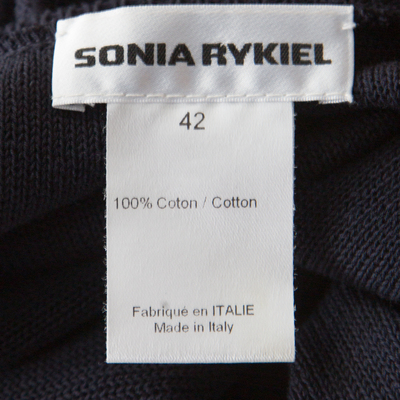 SONIA RYKIEL
42
100% Coton / Cotton
Fabriqué en ITALIE
Made in Italy